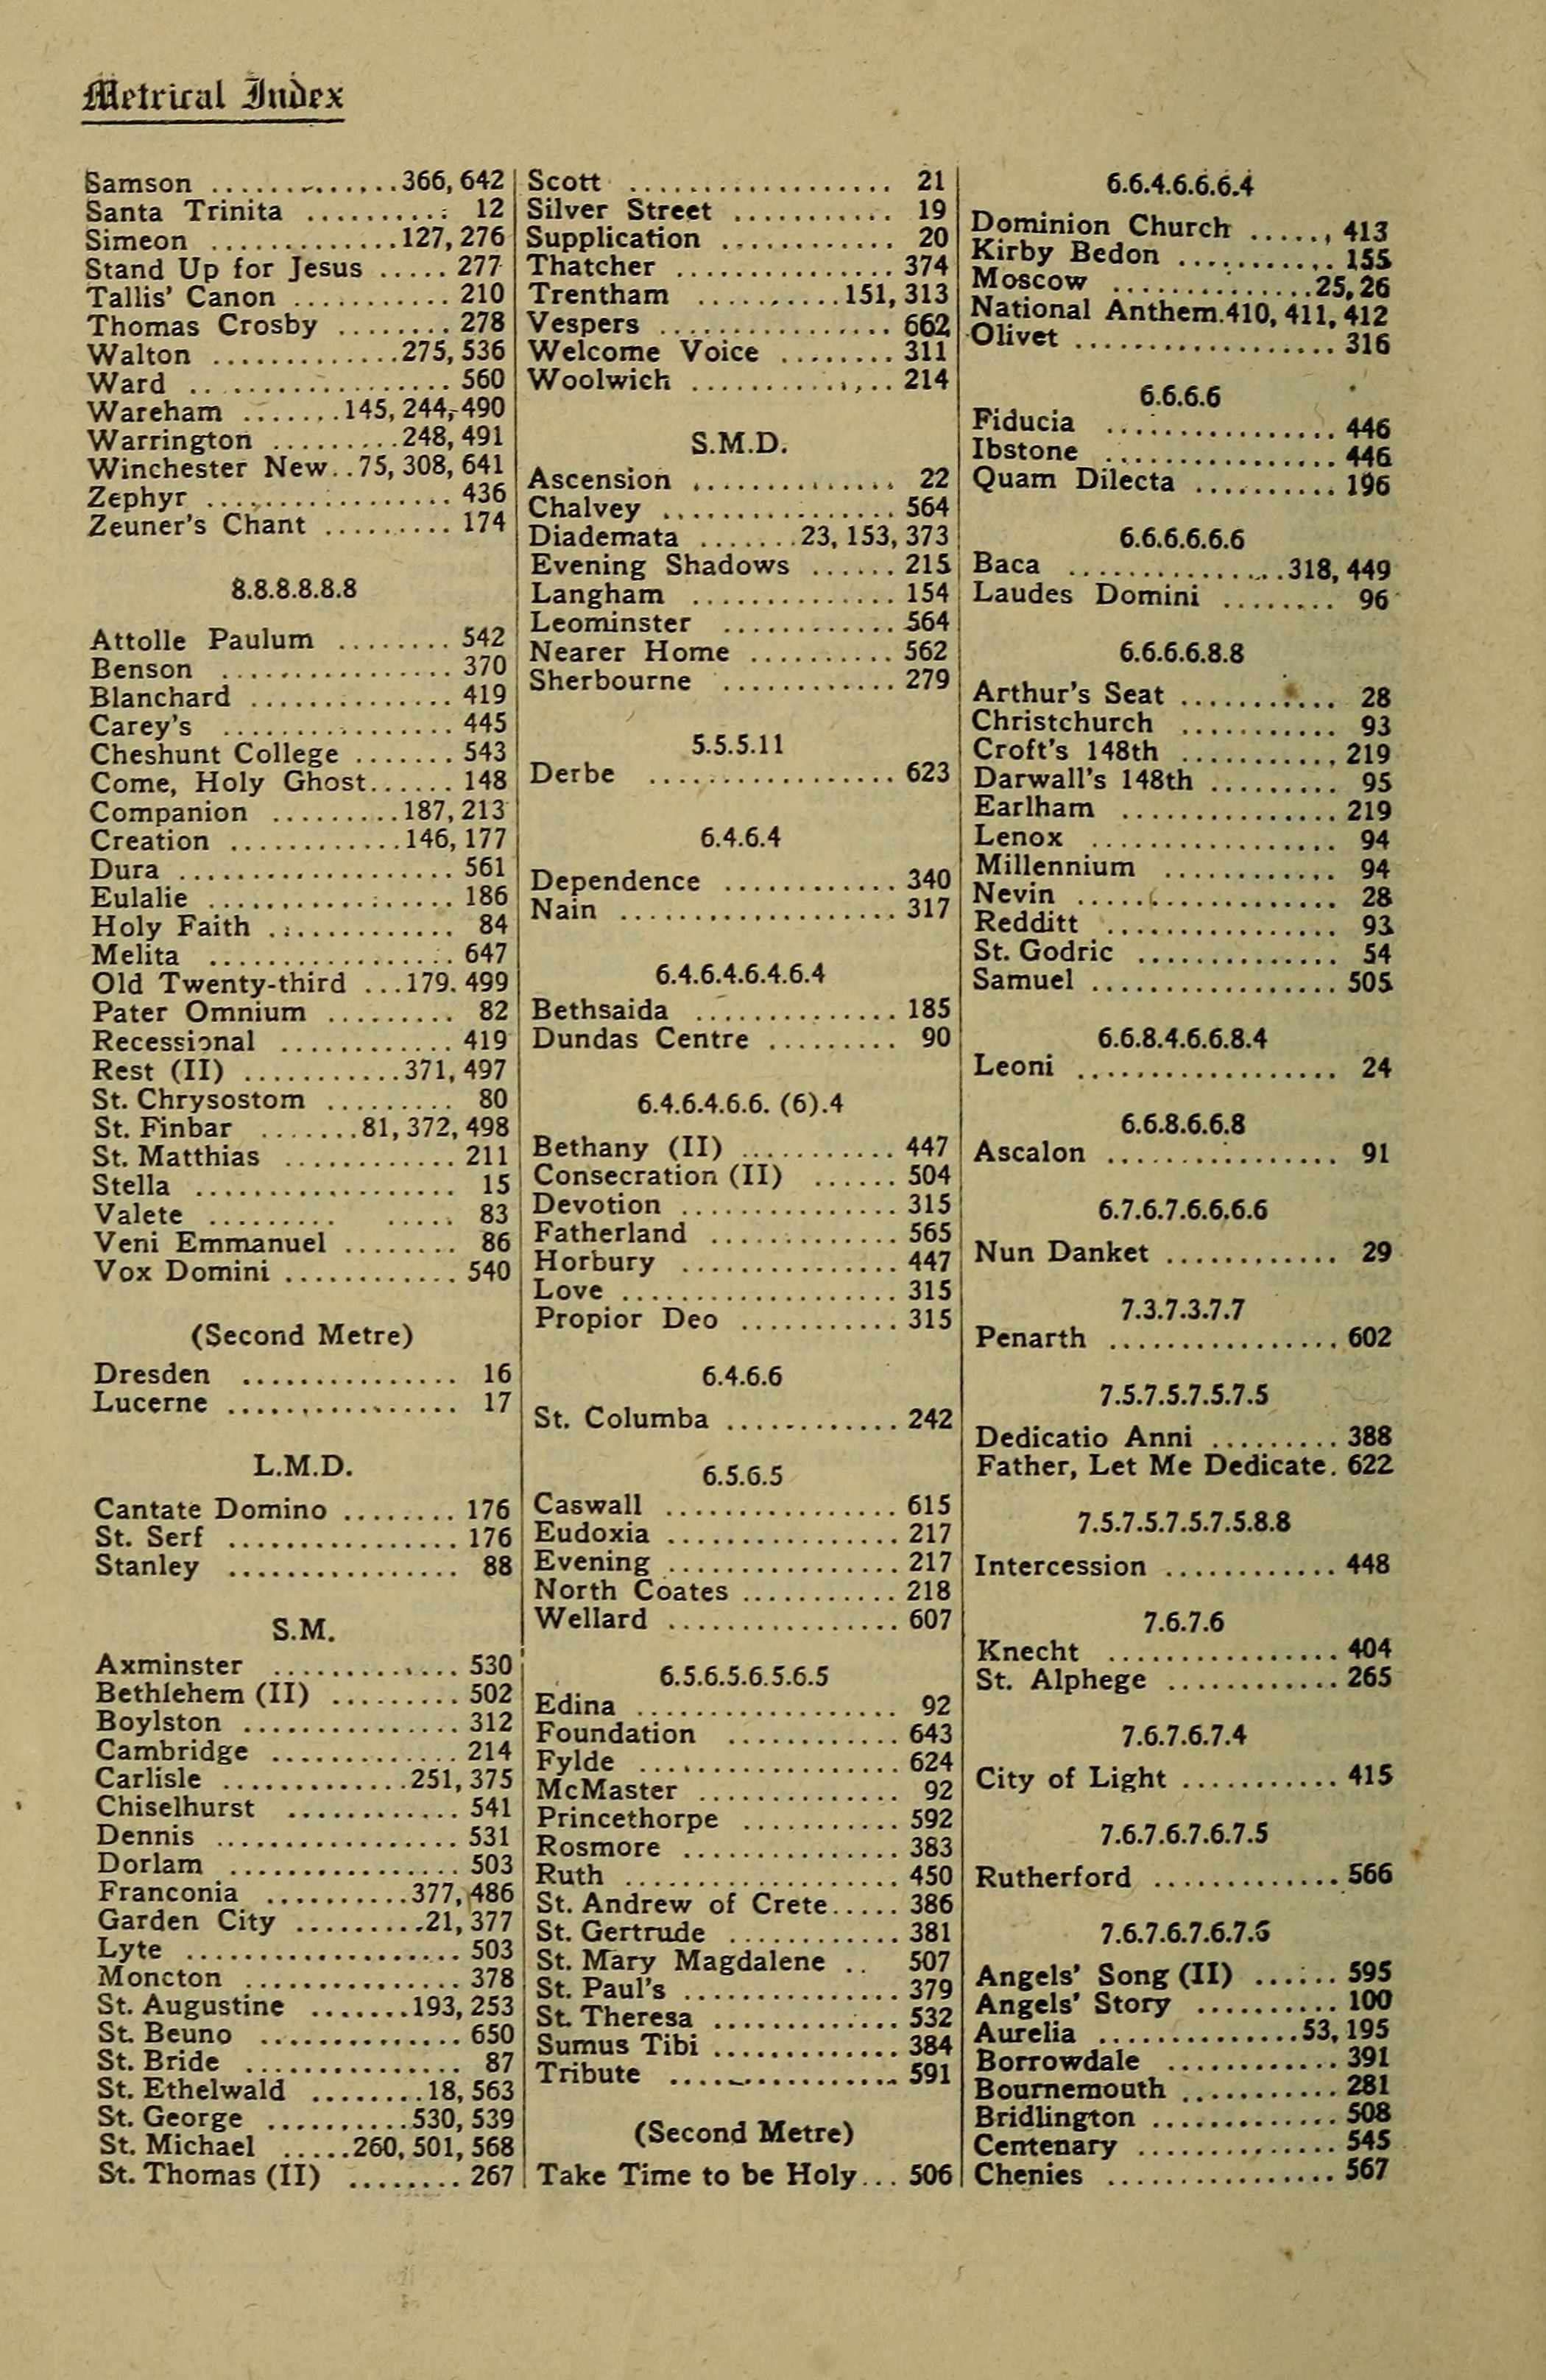 Metrical Index
Samson .............366, 642
Santa Trinita .......... 12
Simeon .............127, 276
Stand Up for Jesus ..... 277
Tallis' Canon ........... 210
Thomas Crosby ........ 278
Walton .............275, 536
Ward .................. 560
Wareham .......145, 244, 490
Warrington .........248, 491
Winchester New..75, 308, 641
Zephyr ................. 436
Zeuner's Chant ......... 174
8.8.8.8.8.8
Attolle Paulum ........ 542
Benson ................ 370
Blanchard .............. 419
Carey's ................ 445
Cheshunt College ....... 543
Come, Holy Ghost...... 148
Companion .........187, 213
Creation ............146, 177
Dura ................... 561
Eulalie ................. 186
Holy Faith ............. 84
Melita ................. 647
Old Twenty-third ...179. 499
Pater Omnium ......... 82
Recessional ............ 419
Rest (II) ...........371, 497
St. Chrysostom ......... 80
St. Finbar .......81, 372, 498
St. Matthias ............ 211
Stella .................. 15
Valete ......... ..... 83
Veni Emmanuel ........ 86
Vox Domini ............ 540
(Second Metre)
Dresden ............... 16
Lucerne ................ 17
L.M.D.
Cantate Domino ........ 176
St. Serf ................ 176
Stanley ................ 88
S.M.
Axminster ............. 530
Bethlehem (II) ......... 502
Boylston ............... 312
Cambridge ............. 214
Carlisle .............251, 375
Chiselhurst ............ 541
Dennis ................. 531
Dorlam ................ 503
Franconia ..........377, 486
Garden City .........21, 377
Lyte ................... 503
Moncton ............... 378
St. Augustine .......193, 253
St. Beuno .............. 650
St. Bride ............... 87
St. Ethelwald ........18, 563
St. George ..........530, 539
St. Michael .....260, 501, 568
St. Thomas (II) ........ 267
Scott .................. 21
Silver Street ........... 19
Supplication ............ 20
Thatcher ............... 374
Trentham ..........151, 313
Vespers ................ 662
Welcome Voice ........ 311
Woolwich .............. 214
S.M.D.
Ascension .............. 22
Chalvey ................ 564
Diademata .......23, 153, 373
Evening Shadows ...... 215
Langham .............. 154
Leominster ............ 564
Nearer Home .......... 562
Sherbourne ............ 279
5.5.5.11
Derbe ................. 623
6.4.6.4
Dependence ............ 340
Nain ................... 317
6.4.6.4.6.4.6.4
Bethsaida .............. 185
Dundas Centre ......... 90
6.4.6.4.6.6. (6).4
Bethany (II) ........... 447
Consecration (II) ...... 504
Devotion ............... 315
Fatherland ............. 565
Horbury ............... 447
Love ................... 315
Propior Deo ........... 315
6.4.6.6
St. Columba ............ 242
6.5.6.5
Caswall ................ 615
Eudoxia ................ 217
Evening ................ 217
North Coates ........... 218
Wellard ................ 607
6.5.6.5.6.5.6.5
Edina .................. 92
Foundation ............ 643
Fylde .................. 624
McMaster .............. 92
Princethorpe ........... 592
Rosmore ............... 383
Ruth ................... 450
St. Andrew of Crete..... 386
St. Gertrude ............ 381
St. Mary Magdalene .. 507
St. Paul's ............... 379
St. Theresa ............. 532
Sumus Tibi ............. 384
Tribute ................ 591
(Second Metre)
Take Time to be Holy... 506
6.6.4.6.6.6.4
Dominion Church ...... 413
Kirby Bedon ........... 155
Moscow ..............25, 26
National Anthem.410, 411, 412
Olivet .................. 316
6.6.6.6
Fiducia ................ 446
Ibstone ................ 446
Quam Dilecta .......... 196
6.6.6.6.6.6
Baca ...............318, 449
Laudes Domini ........ 96
6.6.6.6.8.8
Arthur's Seat ........... 28
Christchurch ........... 93
Croft's 148th ........... 219
Darwall's 148th ......... 95
Earlham ............... 219
Lenox ................. 94
Millennium ............ 94
Nevin .................. 28
Redditt ................ 93
St. Godric .............. 54
Samuel ................. 505
6.6.8.4.6.6.8.4
Leoni .................. 24
6.6.8.6.6.8
Ascalon ................ 91
6.7.6.7.6.6.6.6
Nun Danket ............ 29
7.3.7.3.7.7
Penarth ................ 602
7.5.7.5.7.5.7.5
Dedicatio Anni ......... 388
Father, Let Me Dedicate. 622
7.5.7.5.7.5.7.5.8.8
Intercession ............ 448
7.6.7.6
Knecht ................ 404
St. Alphege ............ 265
7.6.7.6.7.4
City of Light ........... 415
7.6.7.6.7.6.7.5
Rutherford ............. 566
7.6.7.6.7.6.7.6
Angels' Song (II) ...... 595
Angels' Story .......... 100
Aurelia ..............53, 195
Borrowdale ............ 391
Bournemouth ........... 281
Bridlington ............. 508
Centenary .............. 545
Chenies ................ 567